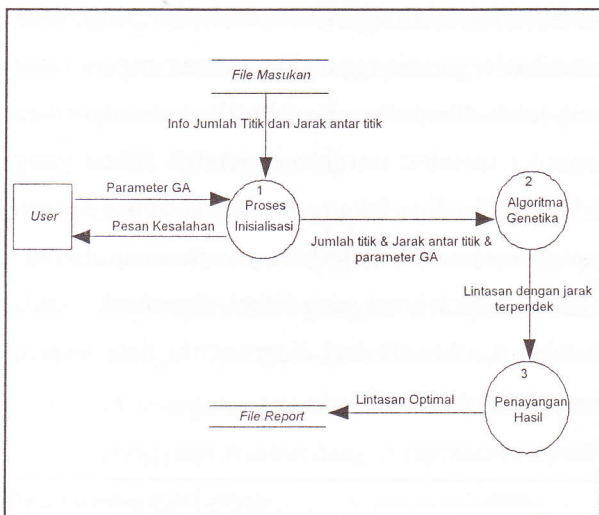 File Masukan
Info Jumlah Titik dan Jarak antar titik
User
Parameter GA
Pesan Kesalahan
1
Proses
Inisialisasi
2
Algoritma
Genetika
Jumlah titik & Jarak antar titik &
parameter GA
Lintasan dengan jarak
terpendek
3
Penayangan
Hasil
Lintasan Optimal
File Report